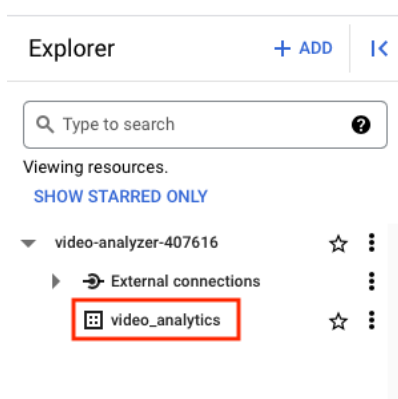 Explorer
+ ADD
Type to search
Viewing resources.
SHOW STARRED ONLY
video-analyzer-407616
External connections
video_analytics